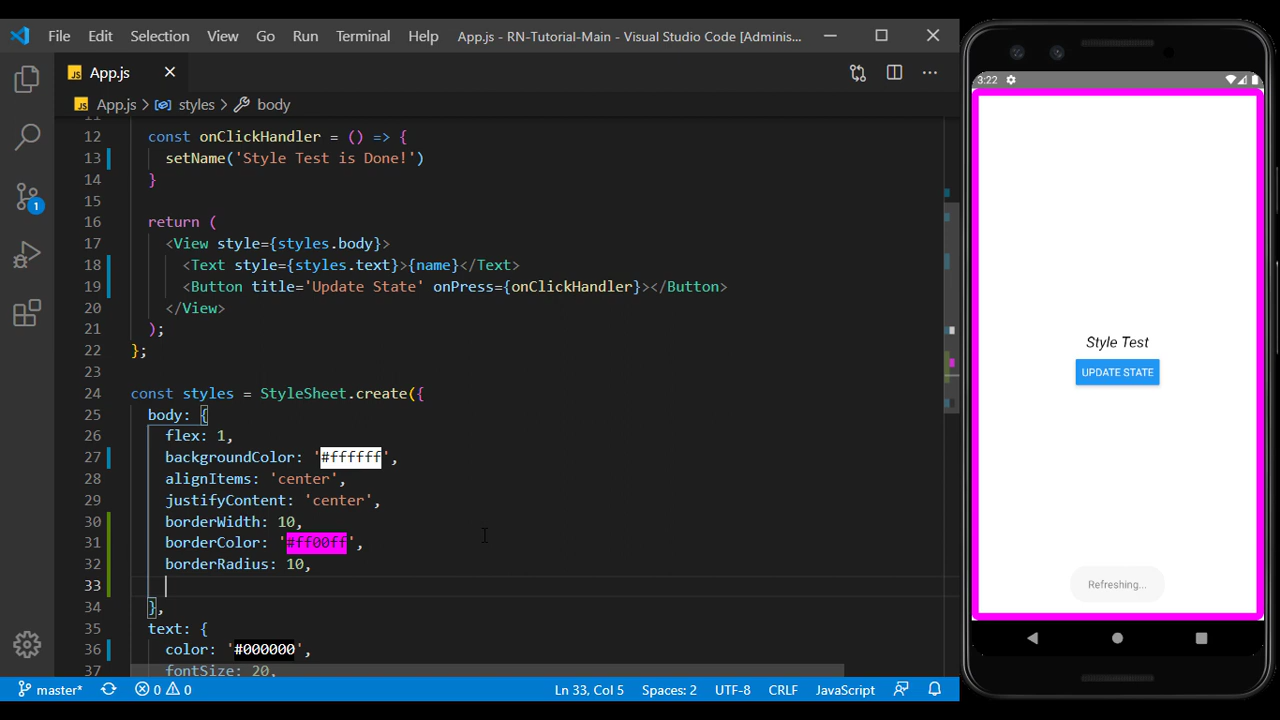 File Edit Selection View Go Run Terminal Help App.js - RN-Tutorial-Main - Visual Studio Code [Adminis...
JS App.js
JS App.js > styles > body
12 const onClickHandler = () => {
13 setName('Style Test is Done!')
14 }
15
16 return (
17 <View style={styles.body}>
18 <Text style={styles.text}>{name}</Text>
19 <Button title='Update State' onPress={onClickHandler}></Button>
20 </View>
21 );
22 };
23
24 const styles = StyleSheet.create({
25 body: {
26 flex: 1,
27 backgroundColor: '#ffffff',
28 alignItems: 'center',
29 justifyContent: 'center',
30 borderWidth: 10,
31 borderColor: '#ff00ff',
32 borderRadius: 10,
33
34 },
35 text: {
36 color: '#000000',
37 fontSize: 20,
1
master* 0 0 Ln 33, Col 5 Spaces: 2 UTF-8 CRLF JavaScript
3:22
Style Test
UPDATE STATE
Refreshing...